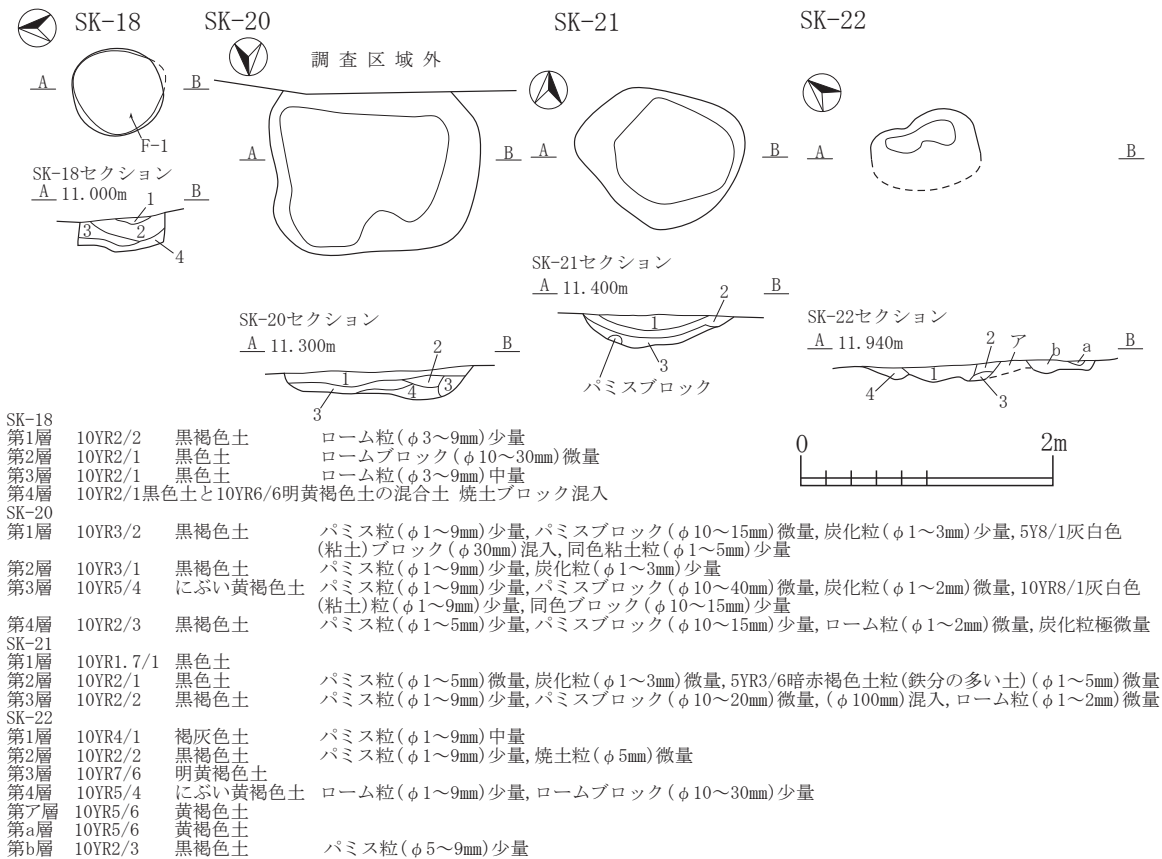 SK-18
SK-20
SK-21
SK-22
調査区域外
A
B
F-1
A
B
A
B
A
B
SK-18セクション
A 11.000m
B
1
3
2
4
SK-20セクション
A 11.300m
B
1
2
3
4
3
SK-21セクション
A 11.400m
B
1
2
3
パミスブロック
SK-22セクション
A 11.940m
B
2
ア
b
a
1
4
3
0
2m
SK-18
第1層 10YR2/2 黒褐色土 ローム粒(φ3～9㎜)少量
第2層 10YR2/1 黒色土 ロームブロック(φ10～30㎜)微量
第3層 10YR2/1 黒色土 ローム粒(φ3～9㎜)中量
第4層 10YR2/1黒色土と10YR6/6明黄褐色土の混合土 焼土ブロック混入
SK-20
第1層 10YR3/2 黒褐色土 パミス粒(φ1～9㎜)少量,パミスブロック(φ10～15㎜)微量,炭化粒(φ1～3㎜)少量,5Y8/1灰白色
(粘土)ブロック(φ30㎜)混入,同色粘土粒(φ1～5㎜)少量
第2層 10YR3/1 黒褐色土 パミス粒(φ1～9㎜)少量,炭化粒(φ1～3㎜)少量
第3層 10YR5/4 にぶい黄褐色土 パミス粒(φ1～9㎜)少量,パミスブロック(φ10～40㎜)微量,炭化粒(φ1～2㎜)微量,10YR8/1灰白色
(粘土)粒(φ1～9㎜)少量,同色ブロック(φ10～15㎜)少量
第4層 10YR2/3 黒褐色土 パミス粒(φ1～5㎜)少量,パミスブロック(φ10～15㎜)少量,ローム粒(φ1～2㎜)微量,炭化粒極微量
SK-21
第1層 10YR1.7/1 黒色土
第2層 10YR2/1 黒色土 パミス粒(φ1～5㎜)微量,炭化粒(φ1～3㎜)微量,5YR3/6暗赤褐色土粒(鉄分の多い土)(φ1～5㎜)微量
第3層 10YR2/2 黒褐色土 パミス粒(φ1～9㎜)少量,パミスブロック(φ10～20㎜)微量,(φ100㎜)混入,ローム粒(φ1～2㎜)微量
SK-22
第1層 10YR4/1 褐灰色土 パミス粒(φ1～9㎜)中量
第2層 10YR2/2 黒褐色土 パミス粒(φ1～9㎜)少量,焼土粒(φ5㎜)微量
第3層 10YR7/6 明黄褐色土
第4層 10YR5/4 にぶい黄褐色土 ローム粒(φ1～9㎜)少量,ロームブロック(φ10～30㎜)少量
第ア層 10YR5/6 黄褐色土
第a層 10YR5/6 黄褐色土
第b層 10YR2/3 黒褐色土 パミス粒(φ5～9㎜)少量